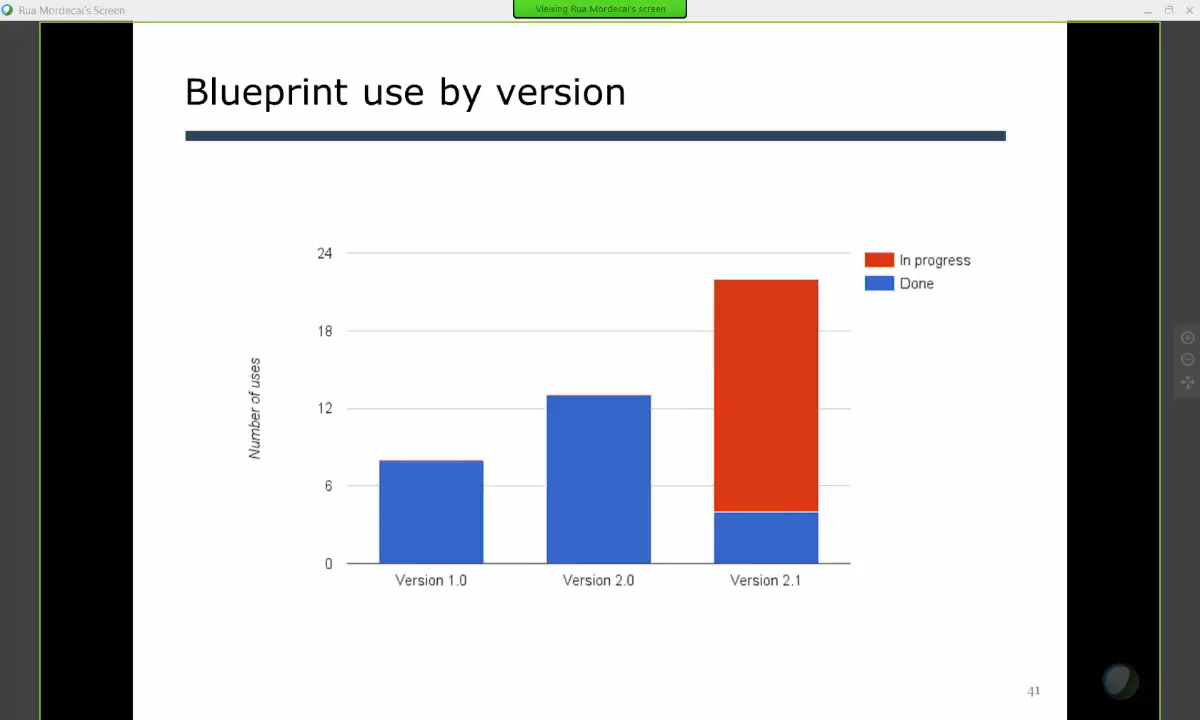 Rua Mordecai's Screen
Viewing Rua Mordecai's screen
Blueprint use by version
24
18
12
6
0
Number of uses
In progress
Done
Version 1.0
Version 2.0
Version 2.1
41